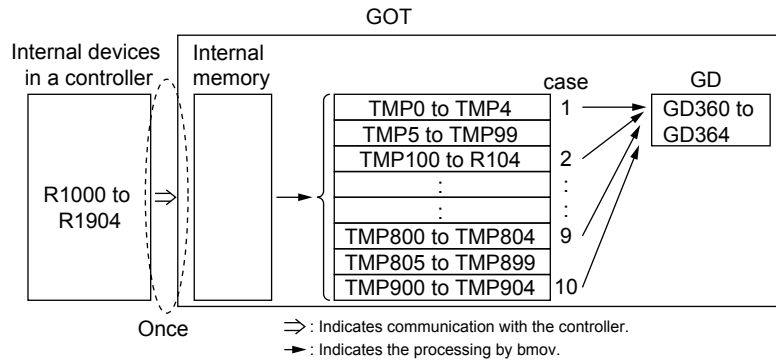 GOT
Internal devices
in a controller
Internal
memory
case
GD
R1000 to
R1904
TMP0 to TMP4
1
GD360 to
GD364
TMP5 to TMP99
TMP100 to R104
2
:
:
:
:
TMP800 to TMP804
9
TMP805 to TMP899
TMP900 to TMP904
10
Once
⇒ : Indicates communication with the controller.
→ : Indicates the processing by bmov.